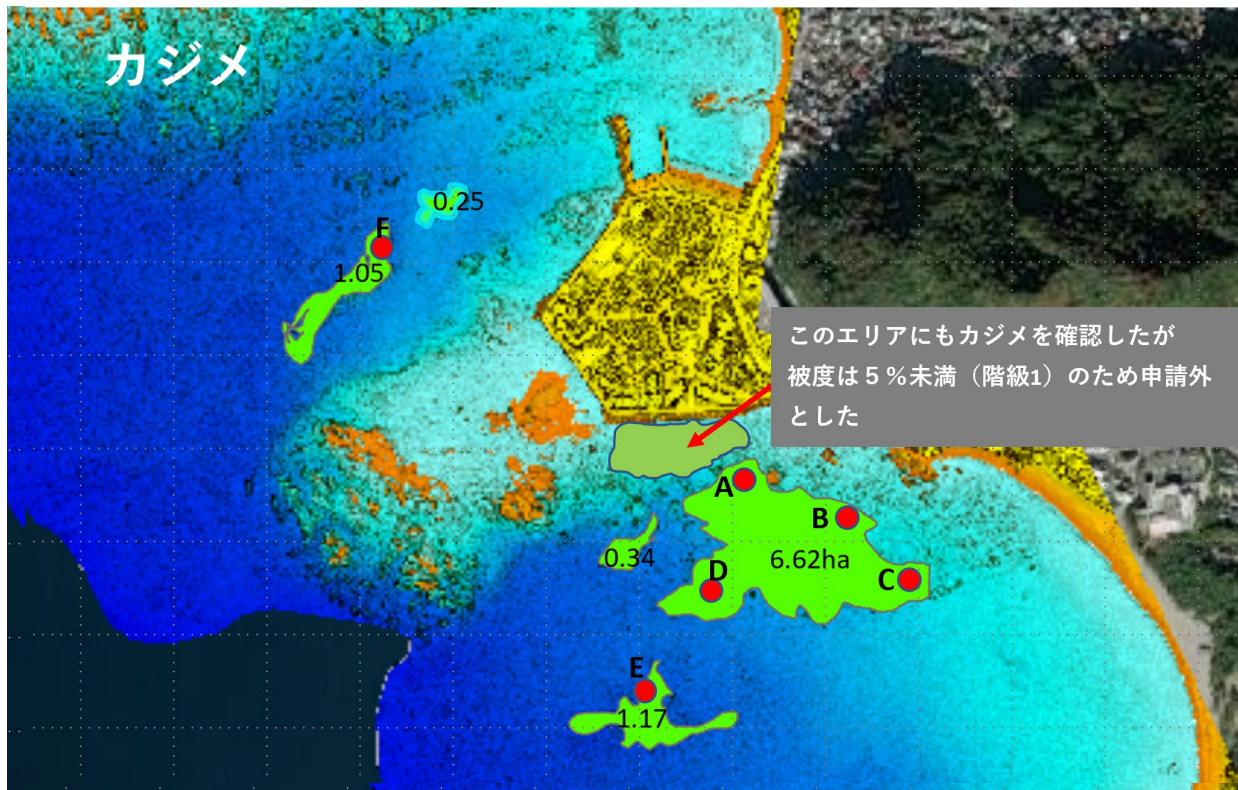 カジメ
0.25
F
1.05
このエリアにもカジメを確認したが
被度は５％未満（階級1）のため申請外
とした
A
B
0.34
D
6.62ha
C
E
1.17